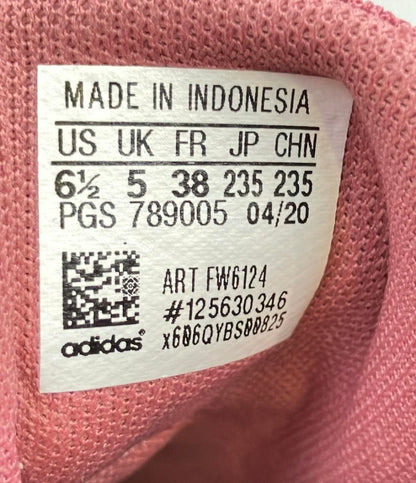 MADE IN INDONESIA
US UK FR JP CHN
6½ 5 38 235 235
PGS 789005 04/20
ART FW6124
#125630346
x606QYBS00825
adidas